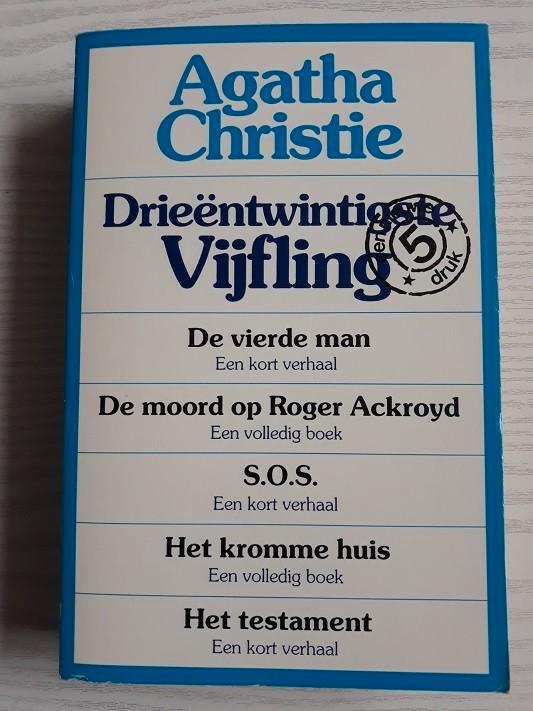 Agatha
Christie
Drieëntwintigste
Vijfling
5
druk
De vierde man
Een kort verhaal
De moord op Roger Ackroyd
Een volledig boek
S.O.S.
Een kort verhaal
Het kromme huis
Een volledig boek
Het testament
Een kort verhaal